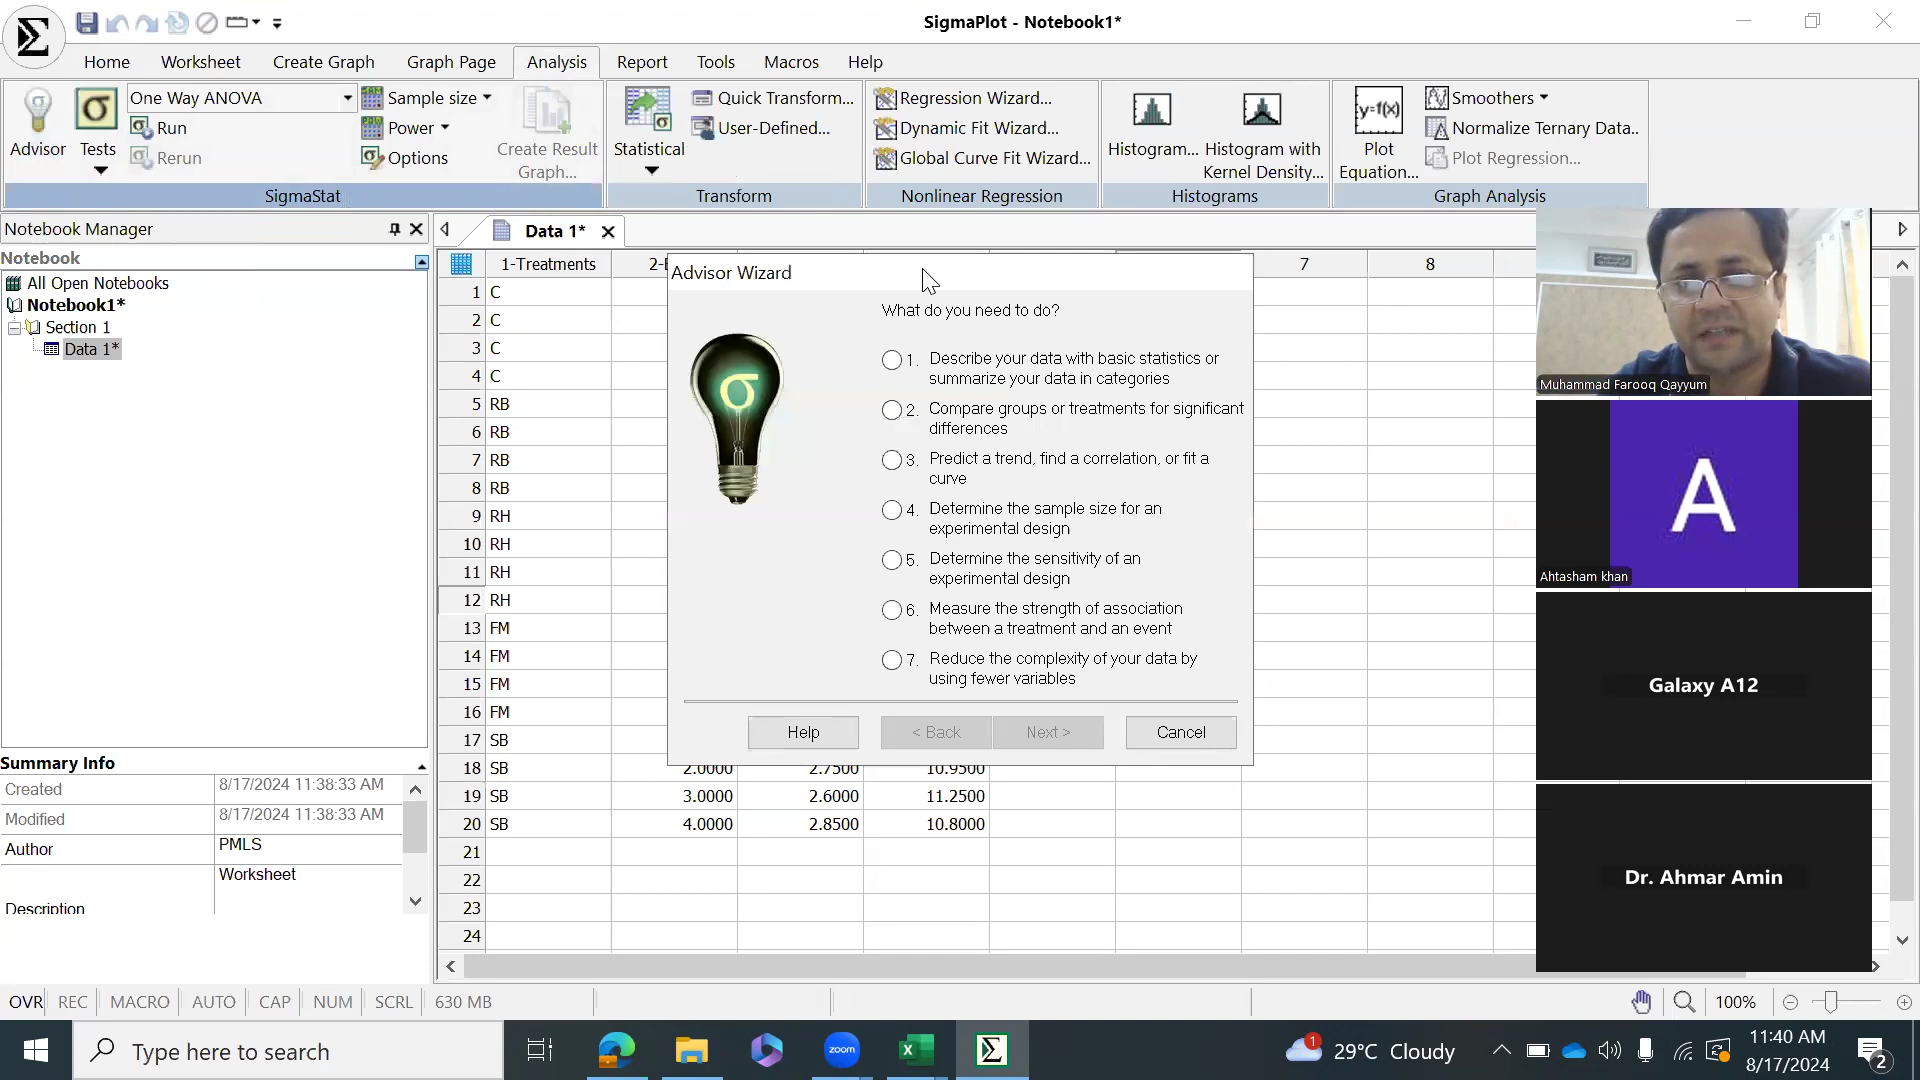 SigmaPlot - Notebook1*
Home Worksheet Create Graph Graph Page Analysis Report Tools Macros Help
One Way ANOVA
Sample size
Quick Transform...
Regression Wizard...
Smoothers
Run
Power
User-Defined...
Dynamic Fit Wizard...
Normalize Ternary Data..
Advisor
Tests
Create Result
Graph...
Statistical
Histogram...
Histogram with
Kernel Density...
Plot
Equation...
Rerun
Options
Global Curve Fit Wizard...
Plot Regression...
SigmaStat
Transform
Nonlinear Regression
Histograms
Graph Analysis
Notebook Manager
Data 1*
Notebook
All Open Notebooks
Notebook1*
Section 1
Data 1*
1-Treatments
7
8
1 C
2 C
3 C
4 C
5 RB
6 RB
7 RB
8 RB
9 RH
10 RH
11 RH
12 RH
13 FM
14 FM
15 FM
16 FM
17 SB
18 SB 2.0000 2.7500 10.9500
19 SB 3.0000 2.6000 11.2500
20 SB 4.0000 2.8500 10.8000
21
22
23
24
Advisor Wizard
What do you need to do?
1. Describe your data with basic statistics or
summarize your data in categories
2. Compare groups or treatments for significant
differences
3. Predict a trend, find a correlation, or fit a
curve
4. Determine the sample size for an
experimental design
5. Determine the sensitivity of an
experimental design
6. Measure the strength of association
between a treatment and an event
7. Reduce the complexity of your data by
using fewer variables
Help
< Back
Next >
Cancel
Muhammad Farooq Qayyum
A
Ahtasham khan
Galaxy A12
Dr. Ahmar Amin
Summary Info
Created 8/17/2024 11:38:33 AM
Modified 8/17/2024 11:38:33 AM
Author PMLS
Worksheet
Description
OVR REC MACRO AUTO CAP NUM SCRL 630 MB
100%
Type here to search
zoom
1
29°C Cloudy
11:40 AM
8/17/2024
2